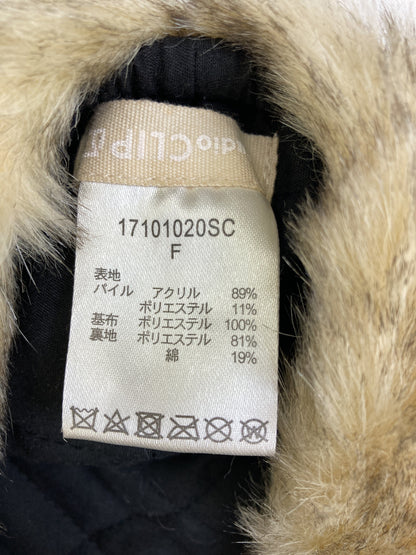 dio CLIP
17101020SC
F
表地
パイル アクリル 89%
ポリエステル 11%
基布 ポリエステル 100%
裏地 ポリエステル 81%
綿 19%